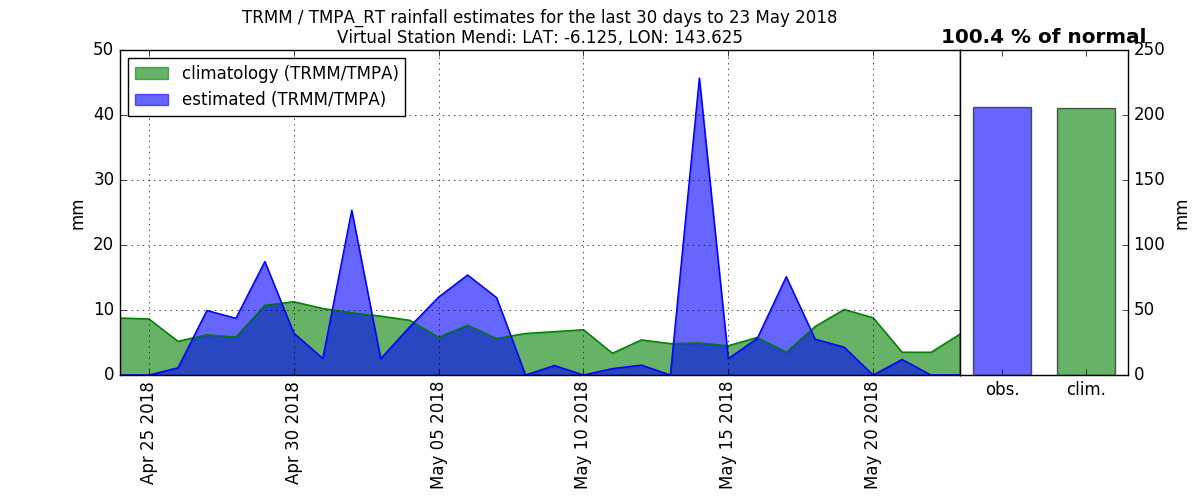 TRMM / TMPA_RT rainfall estimates for the last 30 days to 23 May 2018
Virtual Station Mendi: LAT: -6.125, LON: 143.625
100.4 % of normal
climatology (TRMM/TMPA)
estimated (TRMM/TMPA)
50
40
30
20
10
0
mm
Apr 25 2018
Apr 30 2018
May 05 2018
May 10 2018
May 15 2018
May 20 2018
250
200
150
100
50
0
mm
obs.
clim.